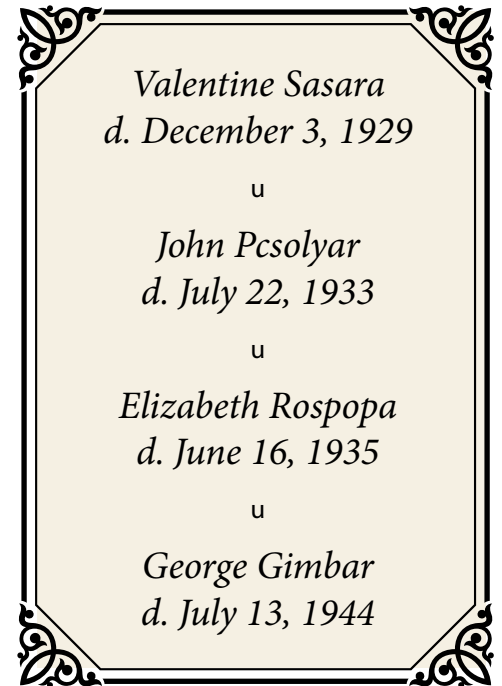 Valentine Sasara
d. December 3, 1929
u
John Pcsolyar
d. July 22, 1933
u
Elizabeth Rospopa
d. June 16, 1935
u
George Gimbar
d. July 13, 1944